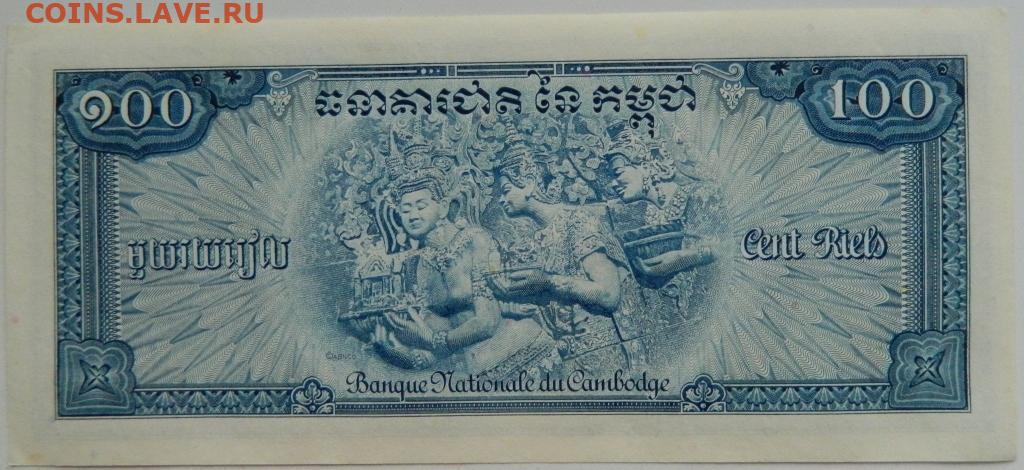 COINS.LAVE.RU
១០០
ធនាគារជាតិ នៃ កម្ពុជា
100
មួយរយរៀល
Cent Riels
©ABNCO
Banque Nationale du Cambodge